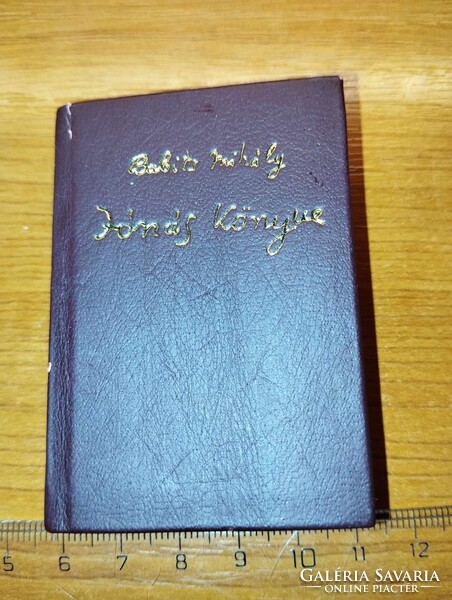 Babits Mihály
Jónás Könyve
5 6 7 8 9 10 11 12
GALÉRIA SAVARIA
ONLINE PIACTÉR